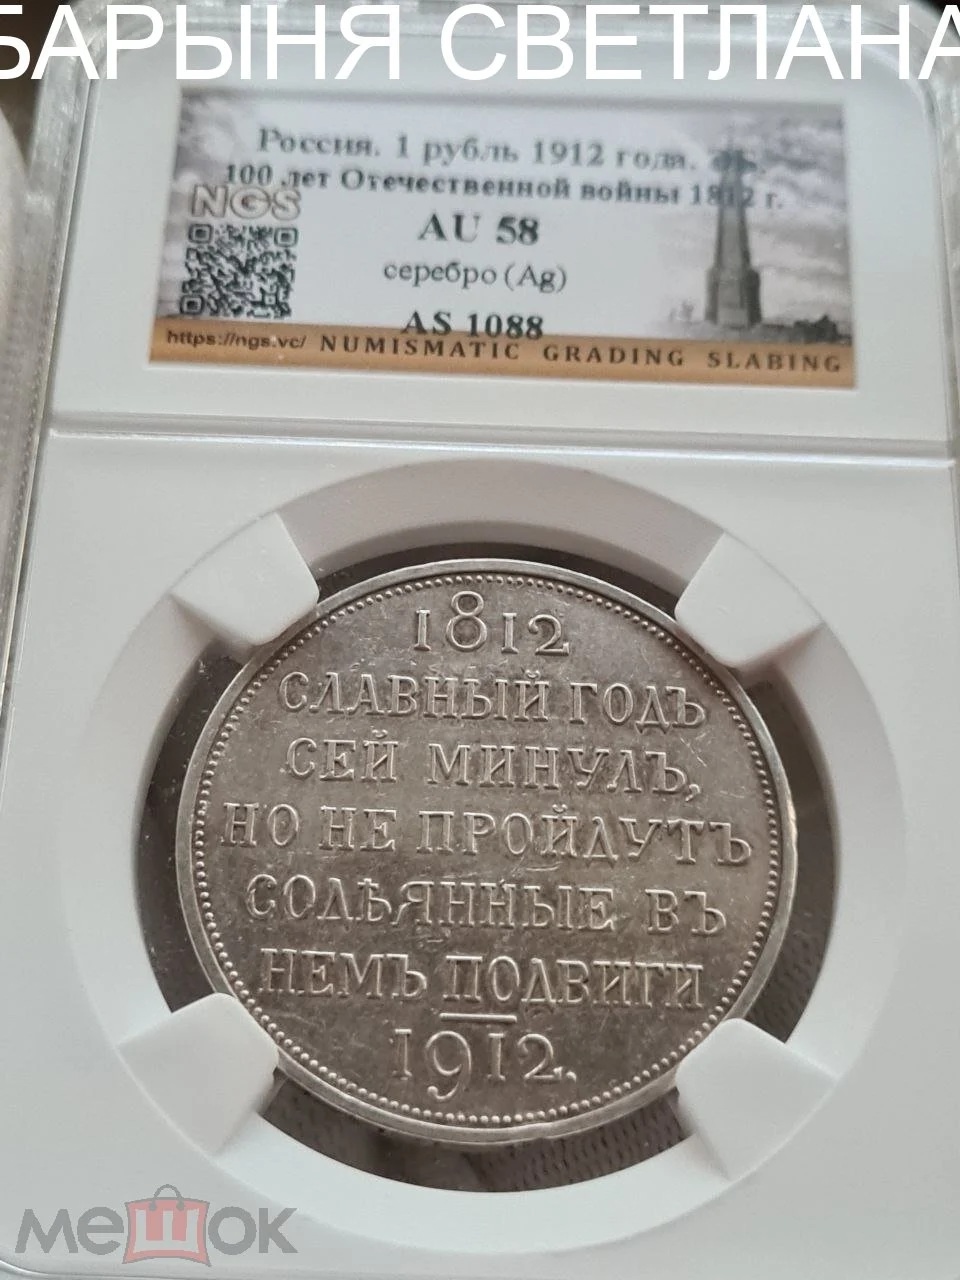 БАРЫНЯ СВЕТЛАНА
Россия. 1 рубль 1912 года. ЭБ.
100 лет Отечественной войны 1812 г.
NGS
AU 58
серебро (Ag)
AS 1088
https://ngs.vc/ NUMISMATIC GRADING SLABING
1812
СЛАВНЫЙ ГОДЪ
СЕЙ МИНУЛЪ,
НО НЕ ПРОЙДУТЪ
СОДѢЯННЫЕ ВЪ
НЕМЪ ПОДВИГИ
1912.
мешок